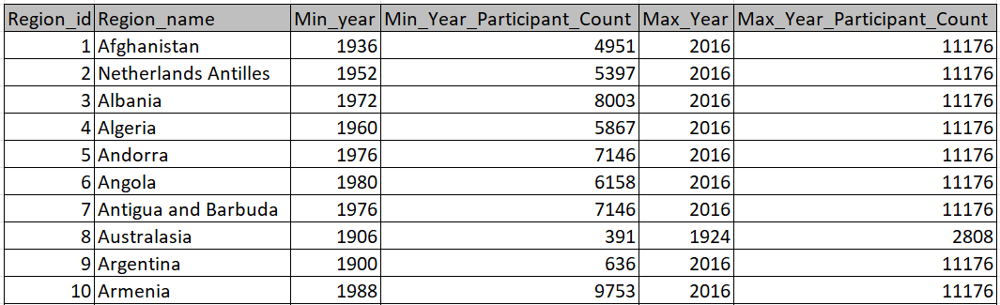 Region_id Region_name Min_year Min_Year_Participant_Count Max_Year Max_Year_Participant_Count
1 Afghanistan 1936 4951 2016 11176
2 Netherlands Antilles 1952 5397 2016 11176
3 Albania 1972 8003 2016 11176
4 Algeria 1960 5867 2016 11176
5 Andorra 1976 7146 2016 11176
6 Angola 1980 6158 2016 11176
7 Antigua and Barbuda 1976 7146 2016 11176
8 Australasia 1906 391 1924 2808
9 Argentina 1900 636 2016 11176
10 Armenia 1988 9753 2016 11176